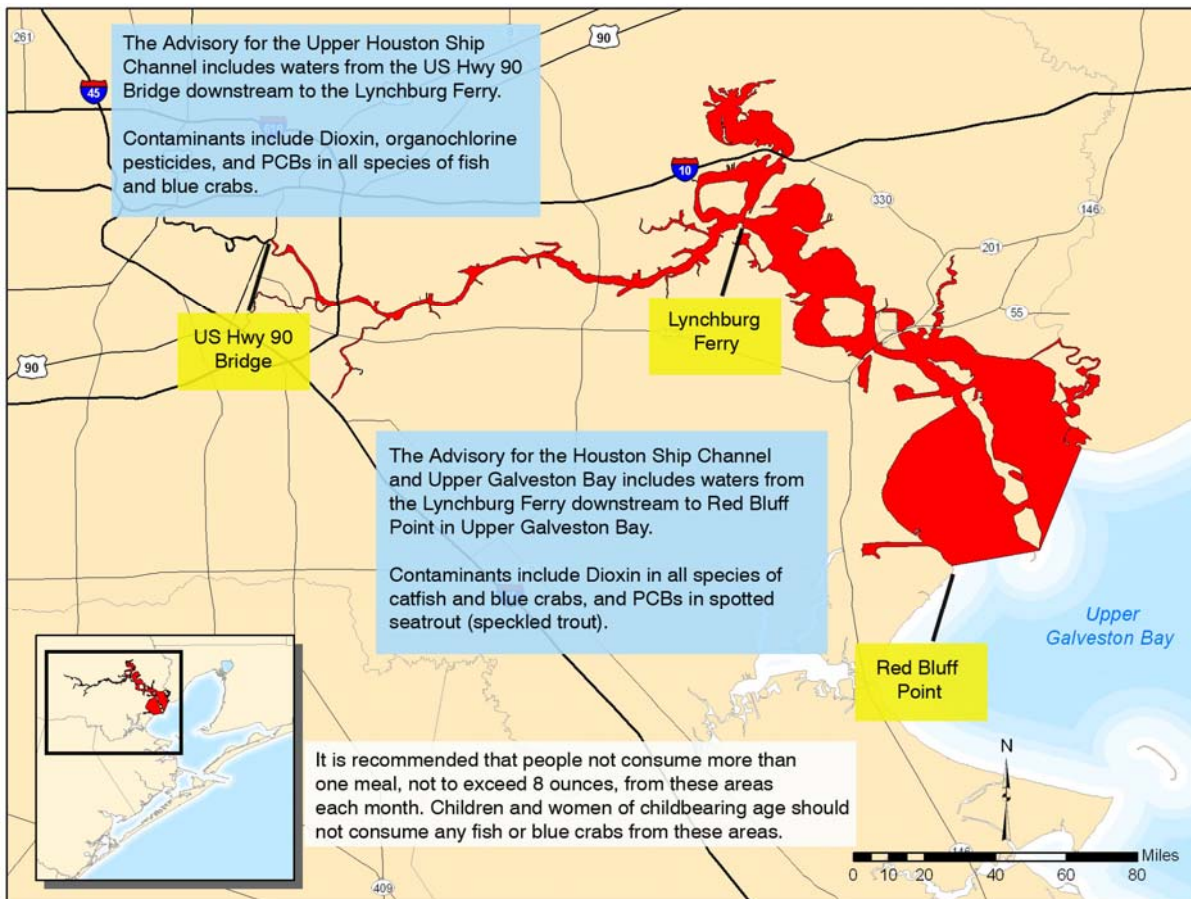 261
90
The Advisory for the Upper Houston Ship
Channel includes waters from the US Hwy 90
Bridge downstream to the Lynchburg Ferry.
45
Contaminants include Dioxin, organochlorine
pesticides, and PCBs in all species of fish
and blue crabs.
10
330
146
201
55
US Hwy 90
Bridge
Lynchburg
Ferry
90
The Advisory for the Houston Ship Channel
and Upper Galveston Bay includes waters from
the Lynchburg Ferry downstream to Red Bluff
Point in Upper Galveston Bay.
Contaminants include Dioxin in all species of
catfish and blue crabs, and PCBs in spotted
seatrout (speckled trout).
Upper
Galveston Bay
Red Bluff
Point
It is recommended that people not consume more than
one meal, not to exceed 8 ounces, from these areas
each month. Children and women of childbearing age should
not consume any fish or blue crabs from these areas.
N
146
Miles
0 10 20 40 60 80
409